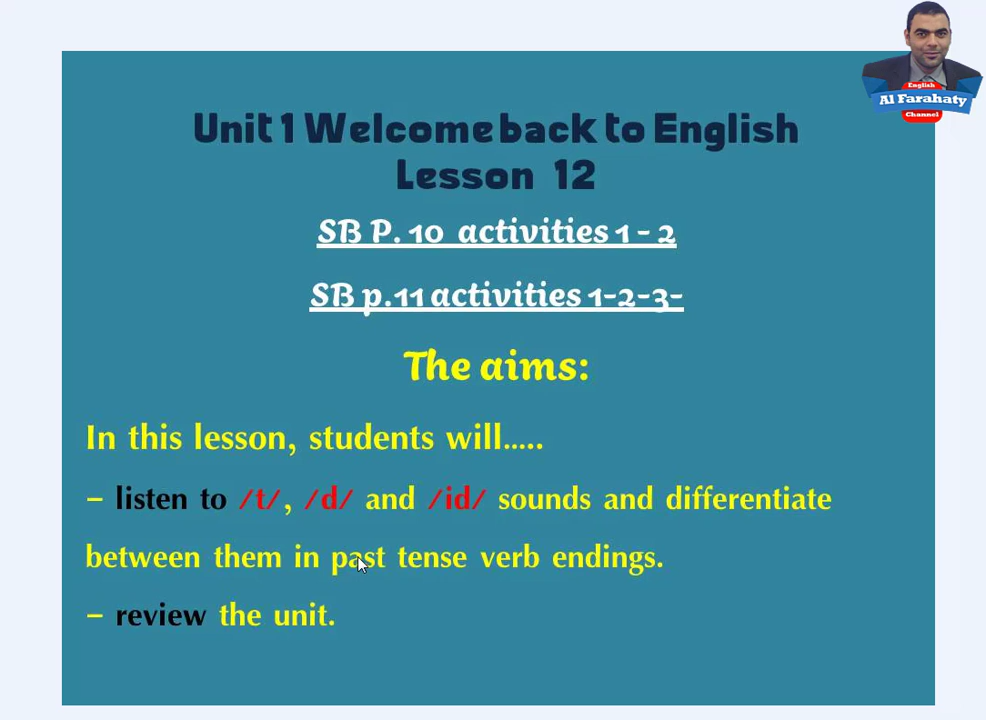 English
Al Farahaty
Channel
Unit 1 Welcome back to English
Lesson 12
SB P. 10 activities 1 - 2
SB p.11 activities 1-2-3-
The aims:
In this lesson, students will.....
– listen to /t/, /d/ and /id/ sounds and differentiate
between them in past tense verb endings.
– review the unit.